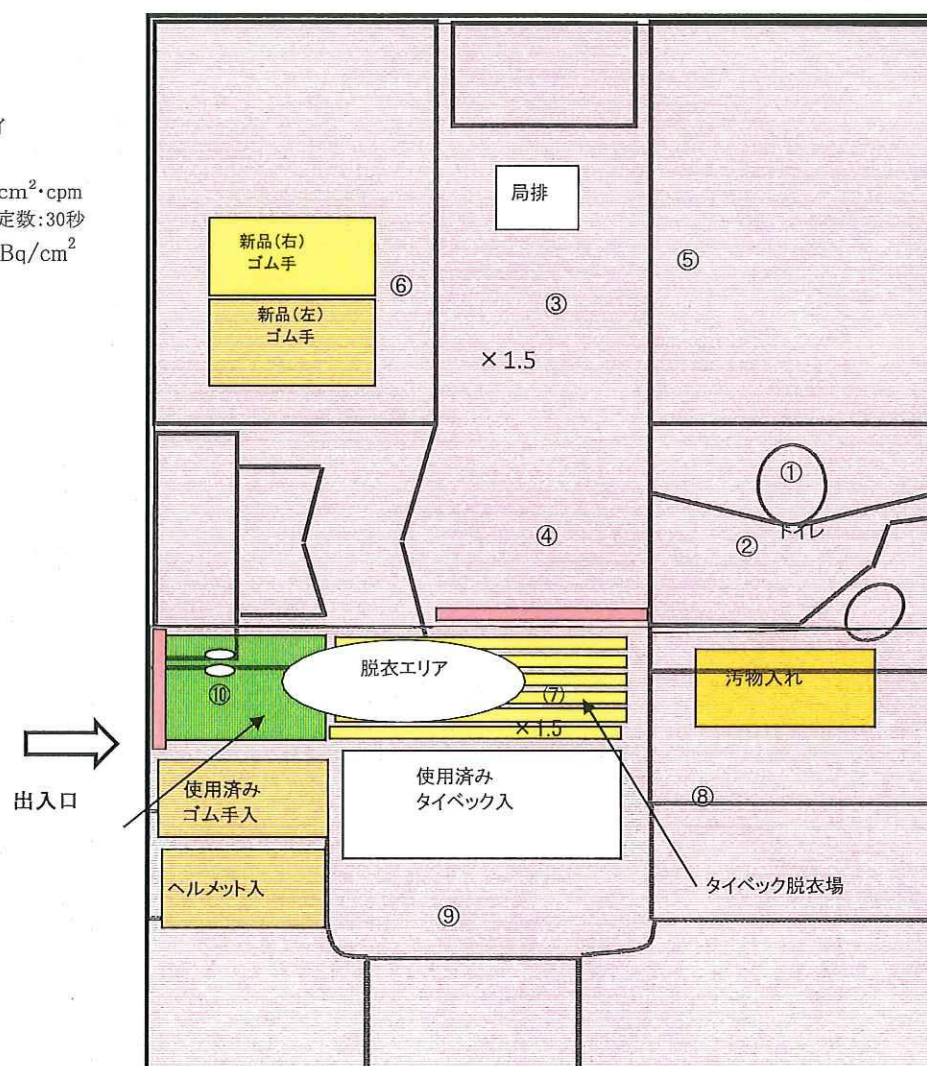 局排
新品(右)
ゴム手
⑤
⑥
新品(左)
ゴム手
③
cm²・cpm
定数:30秒
Bq/cm²
×1.5
①
トイレ
②
④
脱衣エリア
汚物入れ
⑩
⑦
×1.5
使用済み
タイベック入
使用済み
ゴム手入
出入口
⑧
ヘルメット入
タイベック脱衣場
⑨